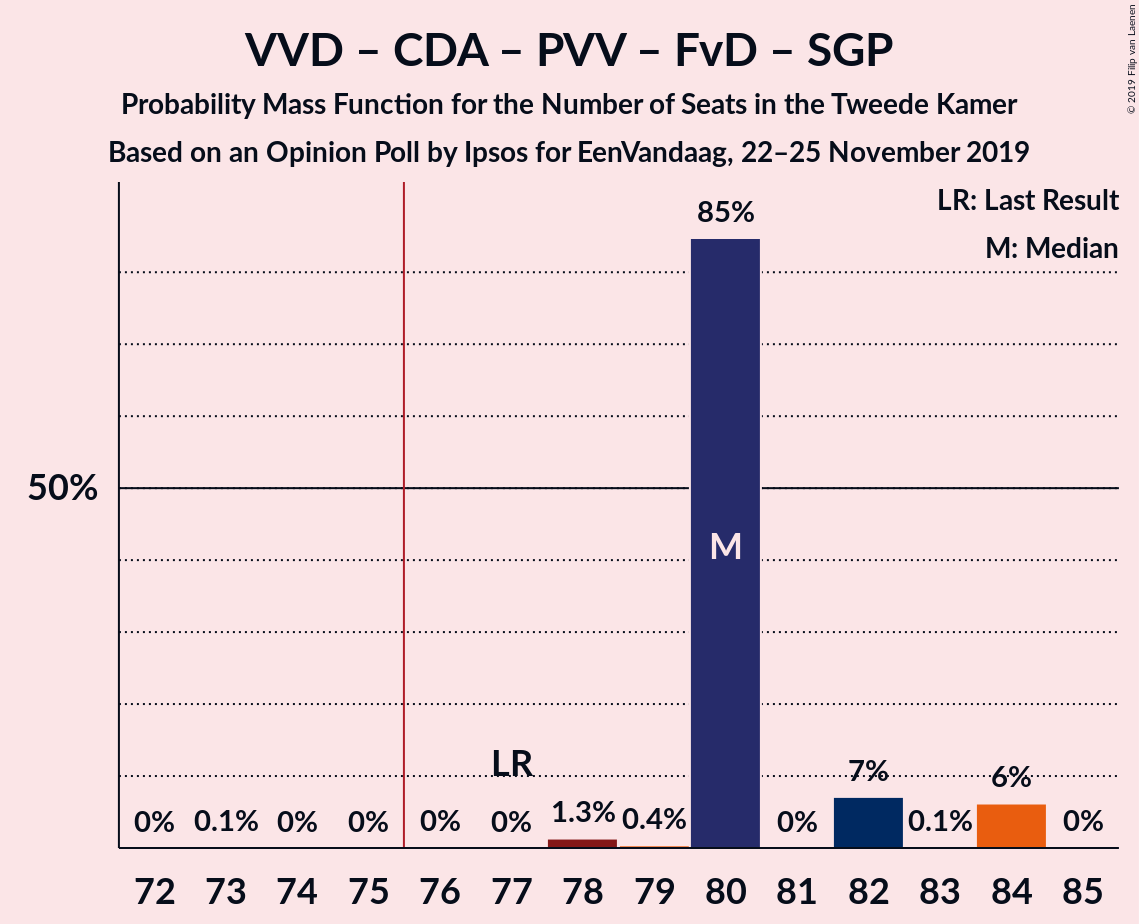 VVD – CDA – PVV – FvD – SGP
Probability Mass Function for the Number of Seats in the Tweede Kamer
Based on an Opinion Poll by Ipsos for EenVandaag, 22–25 November 2019
© 2019 Filip van Laenen
LR: Last Result
M: Median
85%
50%
M
LR
0% 0.1% 0% 0% 0% 0% 1.3% 0.4% 0% 7% 0.1% 6% 0%
72 73 74 75 76 77 78 79 80 81 82 83 84 85